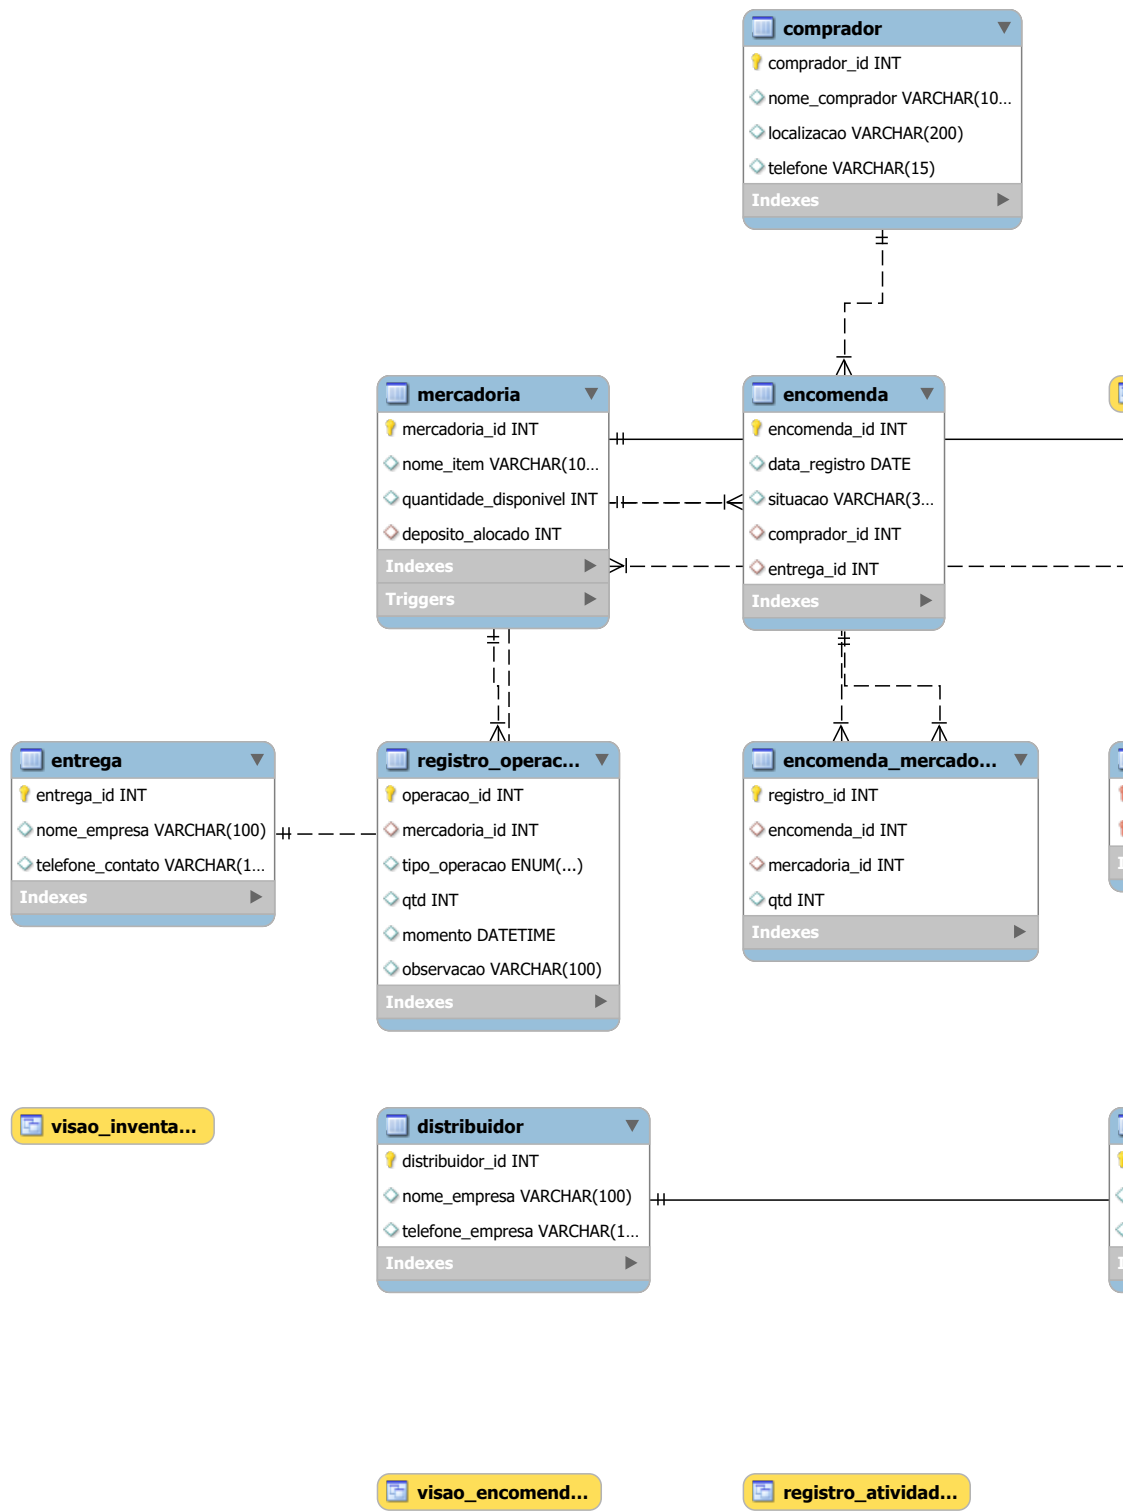 comprador
comprador_id INT
nome_comprador VARCHAR(10...
localizacao VARCHAR(200)
telefone VARCHAR(15)
Indexes
mercadoria
mercadoria_id INT
nome_item VARCHAR(10...
quantidade_disponivel INT
deposito_alocado INT
Indexes
Triggers
encomenda
encomenda_id INT
data_registro DATE
situacao VARCHAR(3...
comprador_id INT
entrega_id INT
Indexes
entrega
entrega_id INT
nome_empresa VARCHAR(100)
telefone_contato VARCHAR(1...
Indexes
registro_operac...
operacao_id INT
mercadoria_id INT
tipo_operacao ENUM(...)
qtd INT
momento DATETIME
observacao VARCHAR(100)
Indexes
encomenda_mercado...
registro_id INT
encomenda_id INT
mercadoria_id INT
qtd INT
Indexes
visao_inventa...
distribuidor
distribuidor_id INT
nome_empresa VARCHAR(100)
telefone_empresa VARCHAR(1...
Indexes
visao_encomend...
registro_atividad...